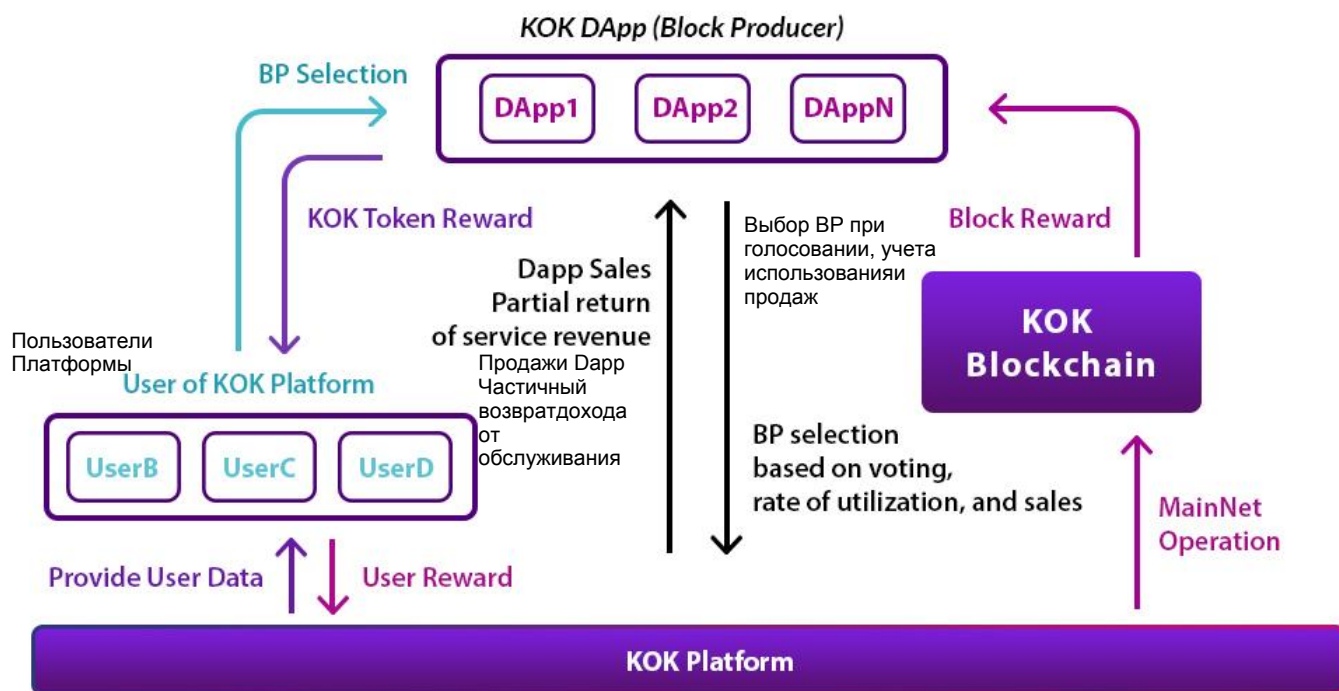 KOK DApp (Block Producer)
BP Selection
DApp1
DApp2
DAppN
KOK Token Reward
Выбор BP при
голосовании, учета
использованияи
продаж
Block Reward
Dapp Sales
Partial return
of service revenue
Продажи Dapp
Частичный
возвратдохода
от
обслуживания
KOK
Blockchain
Пользователи
Платформы
User of KOK Platform
UserB
UserC
UserD
BP selection
based on voting,
rate of utilization, and sales
MainNet
Operation
Provide User Data
User Reward
KOK Platform